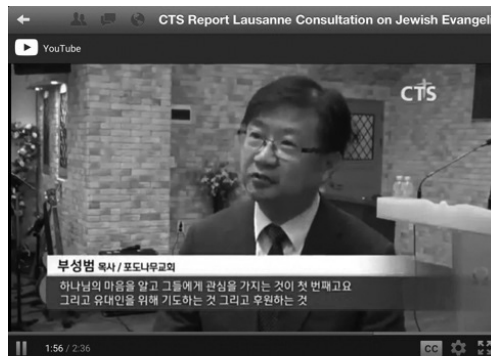 CTS Report Lausanne Consultation on Jewish Evangeli
YouTube
CTS
부성범 목사 / 포도나무교회
하나님의 마음을 알고 그들에게 관심을 가지는 것이 첫 번째고요
그리고 유대인을 위해 기도하는 것 그리고 후원하는 것
1:56 / 2:36
CC